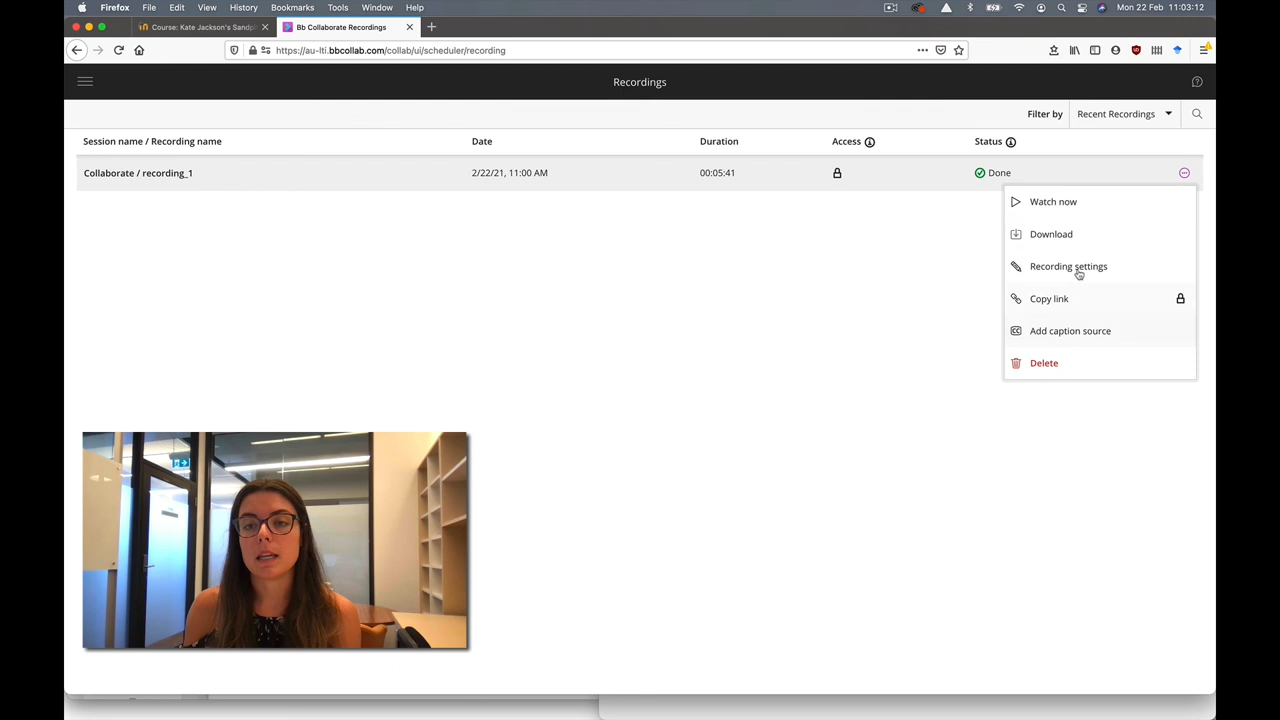 Firefox File Edit View History Bookmarks Tools Window Help Mon 22 Feb 11:03:12
Course: Kate Jackson's Sandpi Bb Collaborate Recordings
https://au-lti.bbcollab.com/collab/ui/scheduler/recording
Recordings
Filter by Recent Recordings
Session name / Recording name Date Duration Access Status
Collaborate / recording_1 2/22/21, 11:00 AM 00:05:41 Done
Watch now
Download
Recording settings
Copy link
Add caption source
Delete